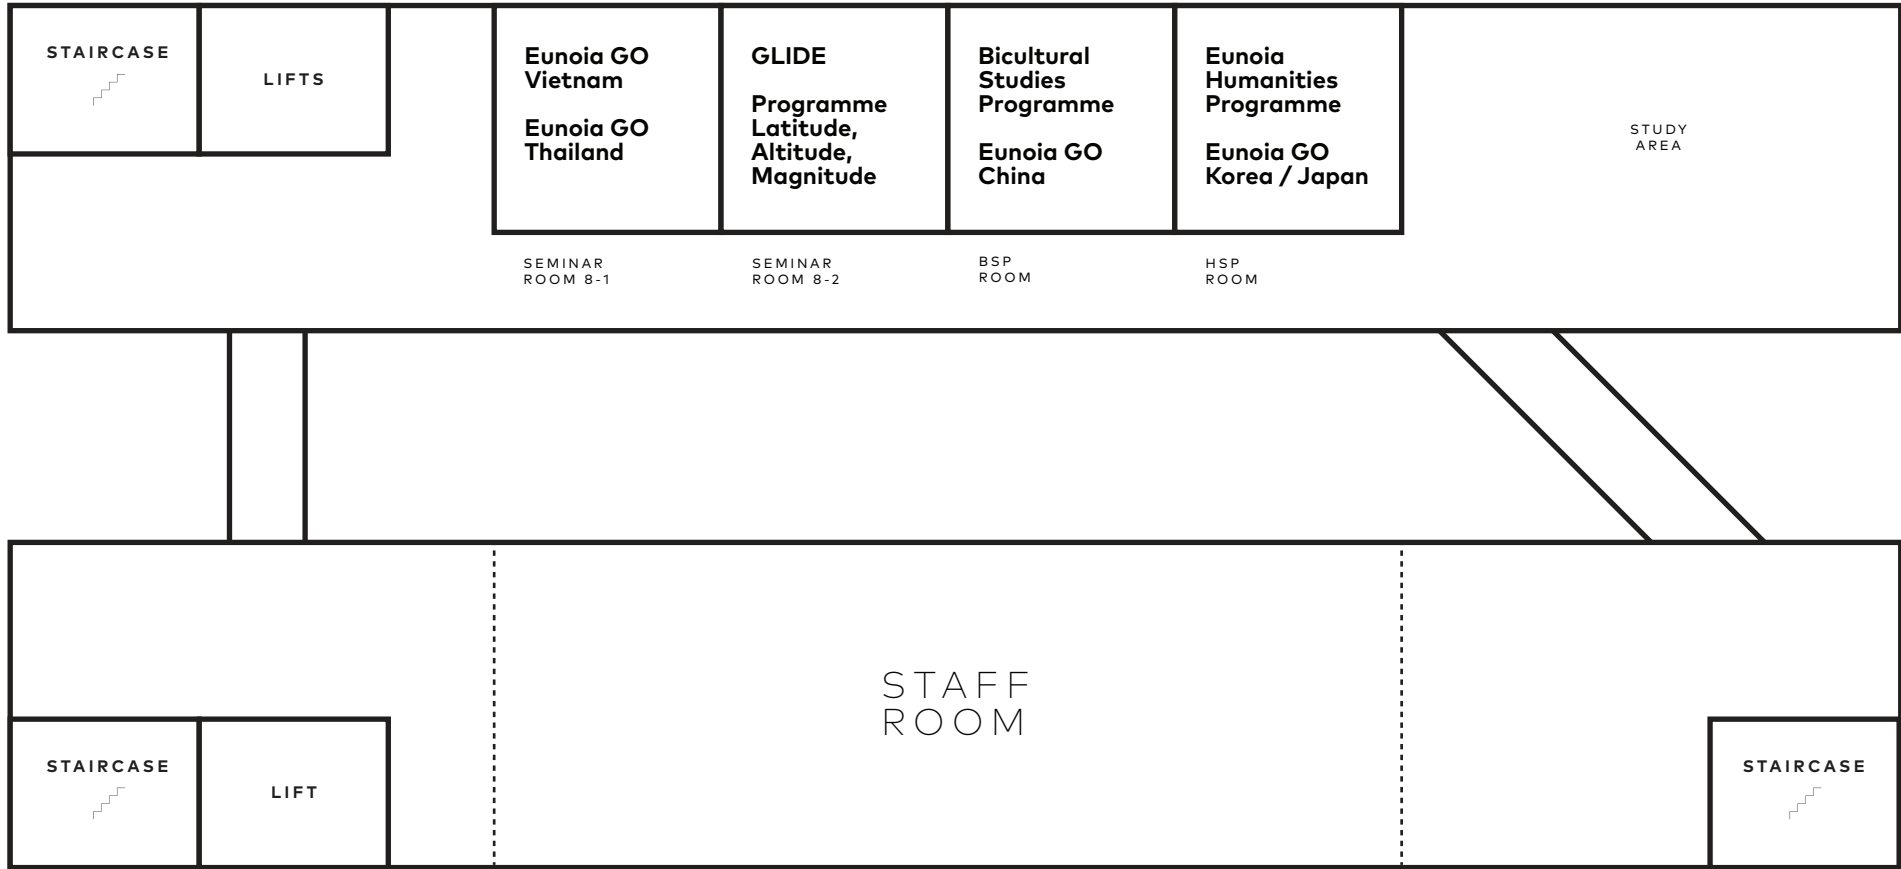 STAIRCASE
LIFTS
Eunoia GO
Vietnam
Eunoia GO
Thailand
GLIDE
Programme
Latitude,
Altitude,
Magnitude
Bicultural
Studies
Programme
Eunoia GO
China
Eunoia
Humanities
Programme
Eunoia GO
Korea / Japan
STUDY
AREA
SEMINAR
ROOM 8-1
SEMINAR
ROOM 8-2
BSP
ROOM
HSP
ROOM
STAFF
ROOM
STAIRCASE
LIFT
STAIRCASE